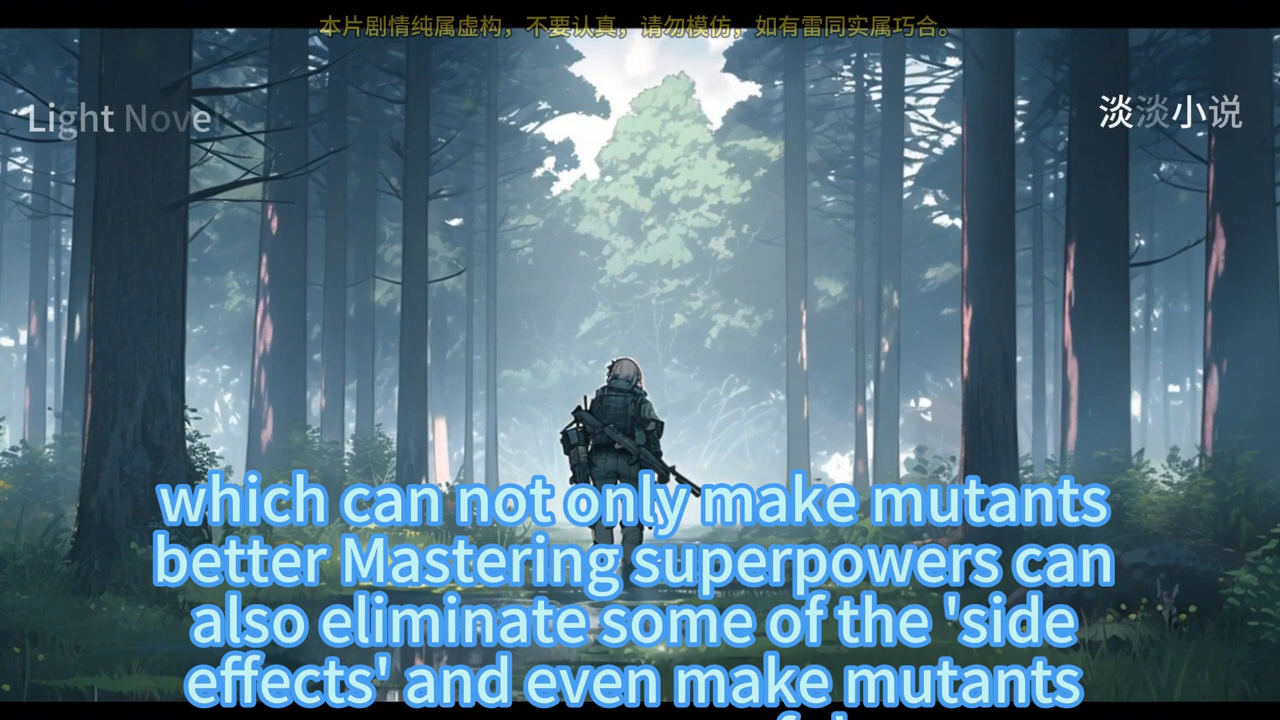 本片剧情纯属虚构，不要认真，请勿模仿，如有雷同实属巧合。
Light Nove
淡淡小说
which can not only make mutants
better Mastering superpowers can
also eliminate some of the 'side
effects' and even make mutants